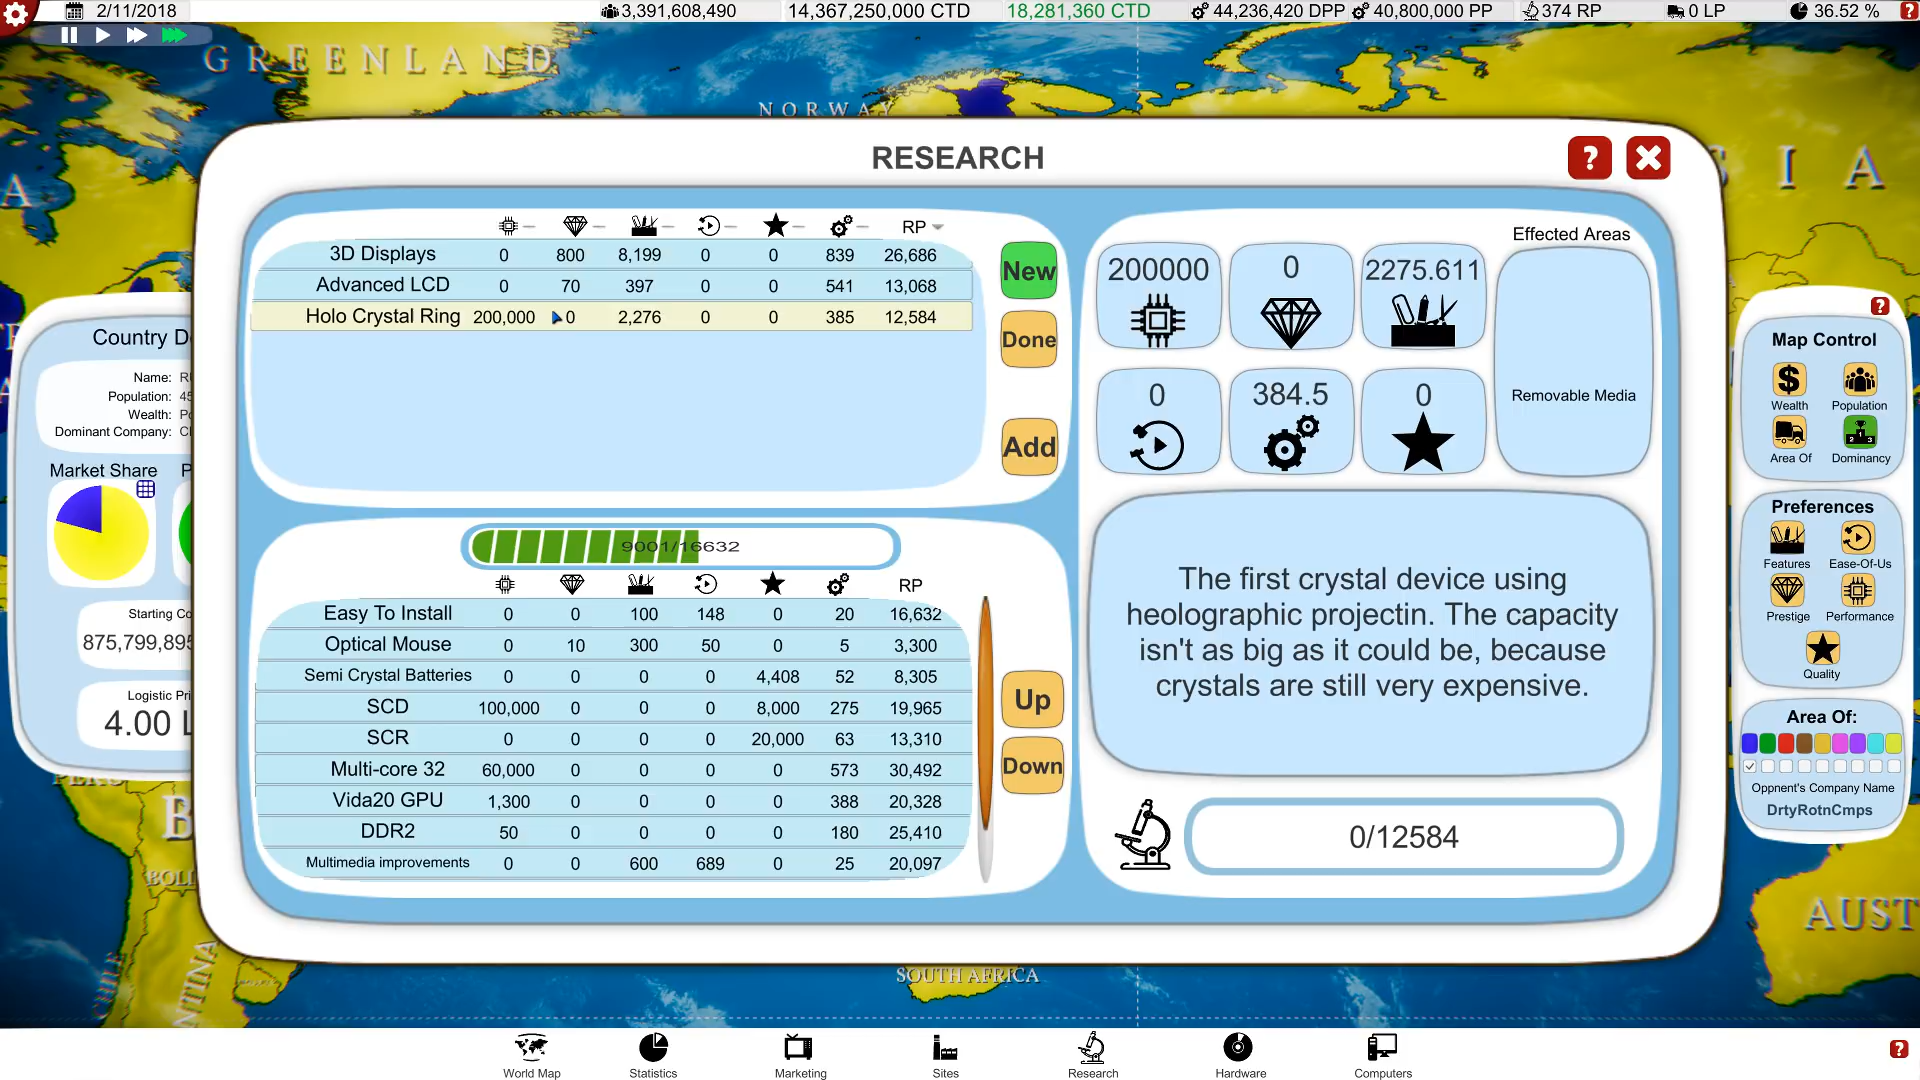 2/11/2018
3,391,608,490
14,367,250,000 CTD
18,281,360 CTD
44,236,420 DPP
40,800,000 PP
374 RP
0 LP
36.52 %
?
GREENLAND
NORWAY
RESEARCH
?
I A
A
RP
3D Displays 0 800 8,199 0 0 839 26,686
Advanced LCD 0 70 397 0 0 541 13,068
Holo Crystal Ring 200,000 0 2,276 0 0 385 12,584
New
Done
Add
200000
0
2275.611
0
384.5
0
Effected Areas
Removable Media
9001/16632
RP
Easy To Install 0 0 100 148 0 20 16,632
Optical Mouse 0 10 300 50 0 5 3,300
Semi Crystal Batteries 0 0 0 0 4,408 52 8,305
SCD 100,000 0 0 0 8,000 275 19,965
SCR 0 0 0 0 20,000 63 13,310
Multi-core 32 60,000 0 0 0 0 573 30,492
Vida20 GPU 1,300 0 0 0 0 388 20,328
DDR2 50 0 0 0 0 180 25,410
Multimedia improvements 0 0 600 689 0 25 20,097
Up
Down
The first crystal device using
heolographic projectin. The capacity
isn't as big as it could be, because
crystals are still very expensive.
0/12584
Country D
Name: R
Population: 45
Wealth: Po
Dominant Company: C
Market Share
P
Starting Co
875,799,895
Logistic Pri
4.00 L
?
Map Control
$
Wealth
Population
Area Of
1 2 3
Dominancy
Preferences
Features
Ease-Of-Us
Prestige
Performance
Quality
Area Of:
Oppnent's Company Name
DrtyRotnCmps
B
BOLI
CHILE
NTINA
SOUTH AFRICA
AUST
World Map
Statistics
Marketing
Sites
Research
Hardware
Computers
?